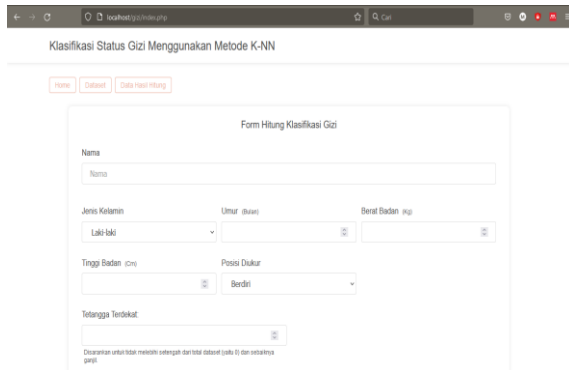 localhost/gizi/index.php
Cari
Klasifikasi Status Gizi Menggunakan Metode K-NN
Home Dataset Data Hasil Hitung
Form Hitung Klasifikasi Gizi
Nama
Nama
Jenis Kelamin Umur (Bulan) Berat Badan (Kg)
Laki-laki
Tinggi Badan (Cm) Posisi Diukur
Berdiri
Tetangga Terdekat
Disarankan untuk tidak melebihi setengah dari total dataset (yaitu 0) dan sebaiknya
ganjil.